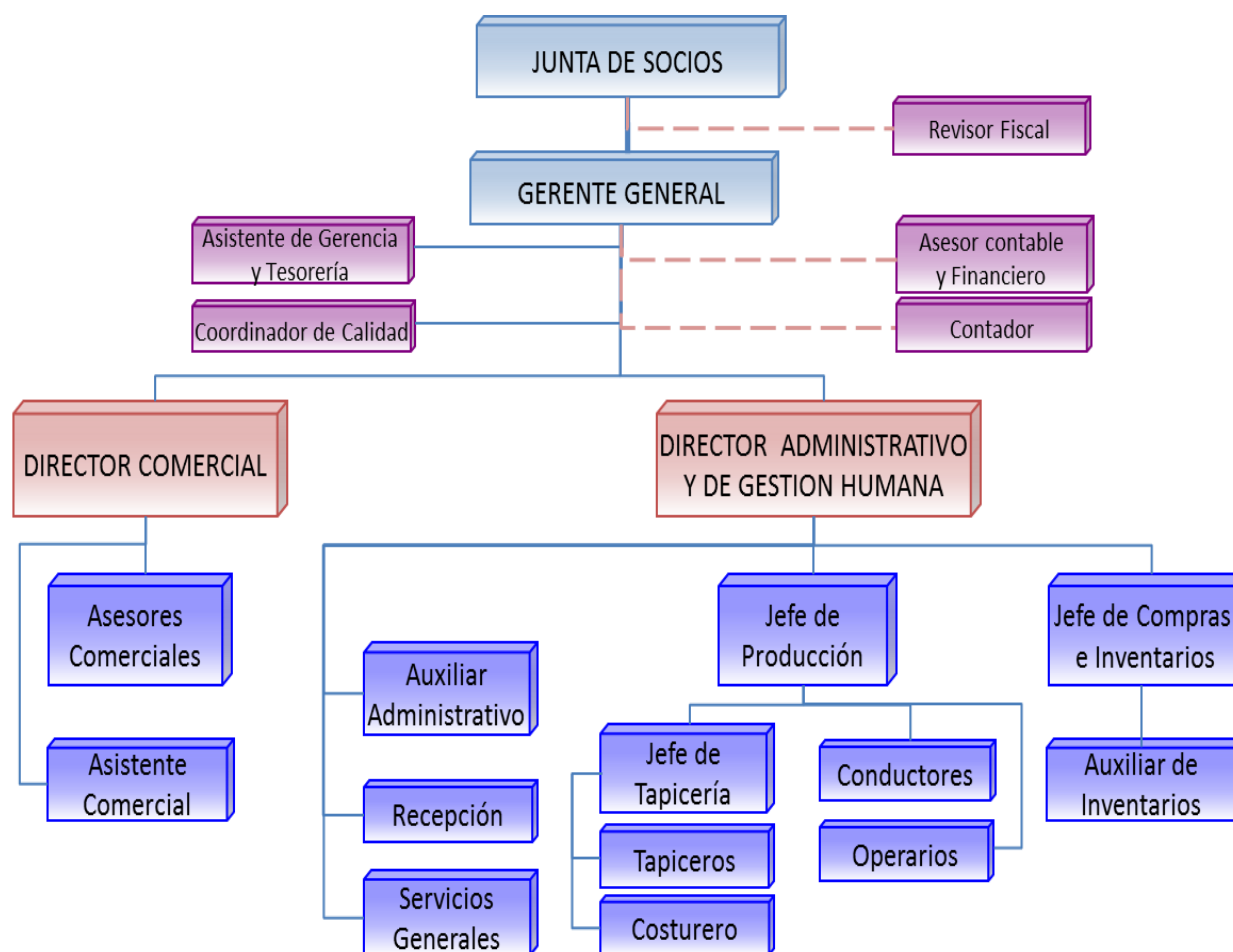 JUNTA DE SOCIOS
Revisor Fiscal
GERENTE GENERAL
Asistente de Gerencia
y Tesorería
Asesor contable
y Financiero
Coordinador de Calidad
Contador
DIRECTOR COMERCIAL
DIRECTOR ADMINISTRATIVO
Y DE GESTION HUMANA
Asesores
Comerciales
Jefe de
Producción
Jefe de Compras
e Inventarios
Auxiliar
Administrativo
Asistente
Comercial
Jefe de
Tapicería
Conductores
Auxiliar de
Inventarios
Recepción
Tapiceros
Operarios
Servicios
Generales
Costurero